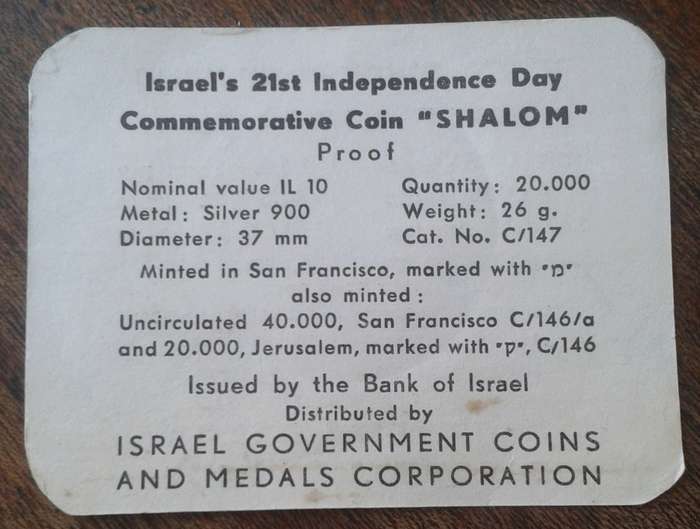 Israel's 21st Independence Day
Commemorative Coin "SHALOM"
Proof
Nominal value IL 10 Quantity: 20.000
Metal: Silver 900 Weight: 26 g.
Diameter: 37 mm Cat. No. C/147
Minted in San Francisco, marked with "מ"
also minted:
Uncirculated 40.000, San Francisco C/146/a
and 20.000, Jerusalem, marked with "קּ", C/146
Issued by the Bank of Israel
Distributed by
ISRAEL GOVERNMENT COINS
AND MEDALS CORPORATION